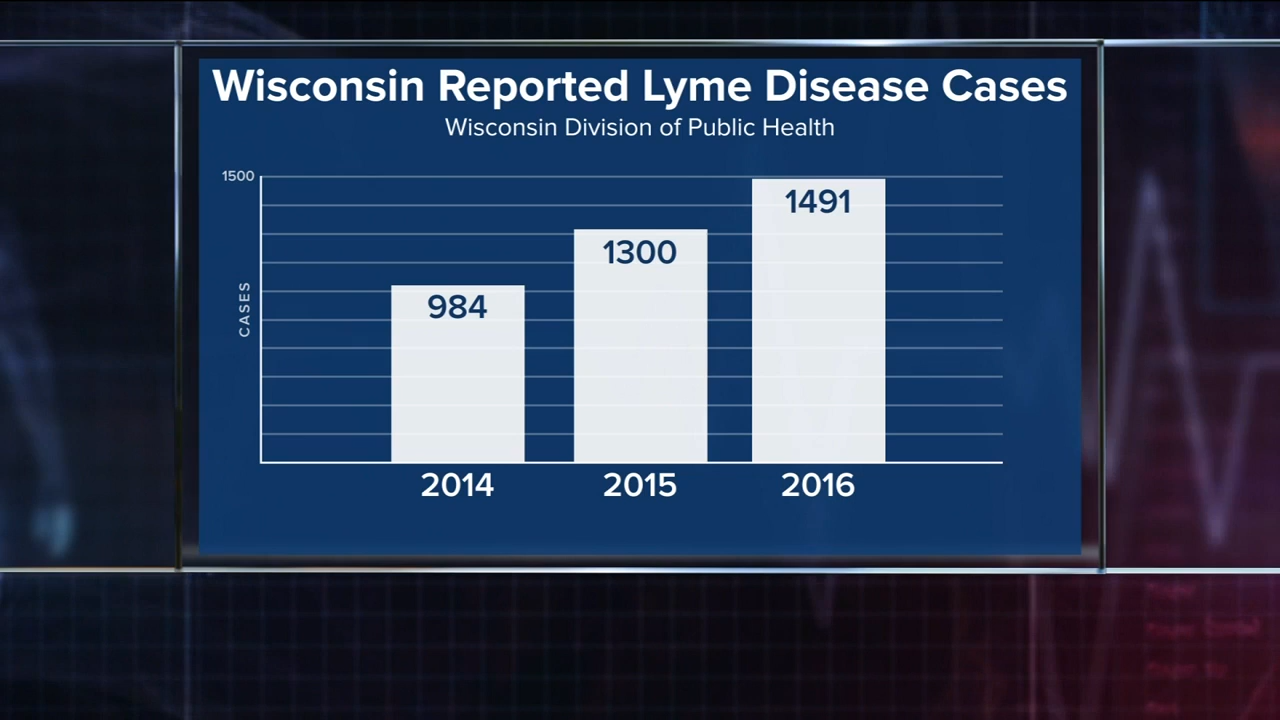 Wisconsin Reported Lyme Disease Cases
Wisconsin Division of Public Health
1500
CASES
984
1300
1491
2014
2015
2016